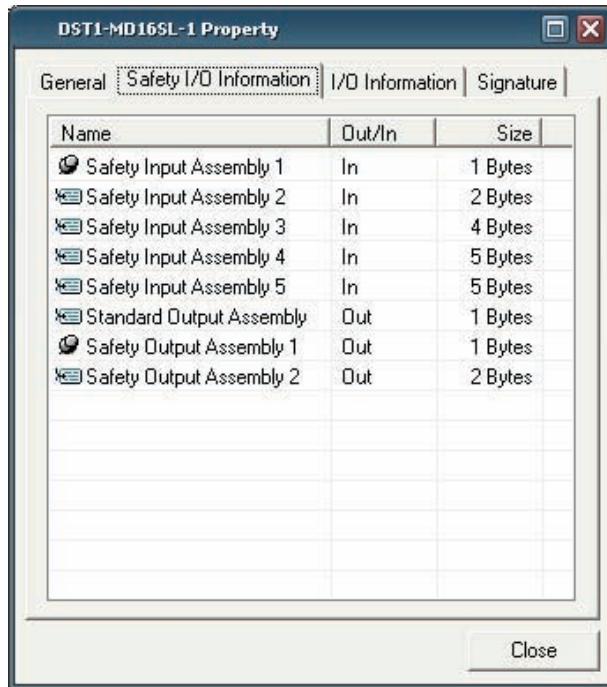 DST1-MD16SL-1 Property
General Safety I/O Information I/O Information Signature
Name Out/In Size
Safety Input Assembly 1 In 1 Bytes
Safety Input Assembly 2 In 2 Bytes
Safety Input Assembly 3 In 4 Bytes
Safety Input Assembly 4 In 5 Bytes
Safety Input Assembly 5 In 5 Bytes
Standard Output Assembly Out 1 Bytes
Safety Output Assembly 1 Out 1 Bytes
Safety Output Assembly 2 Out 2 Bytes
Close